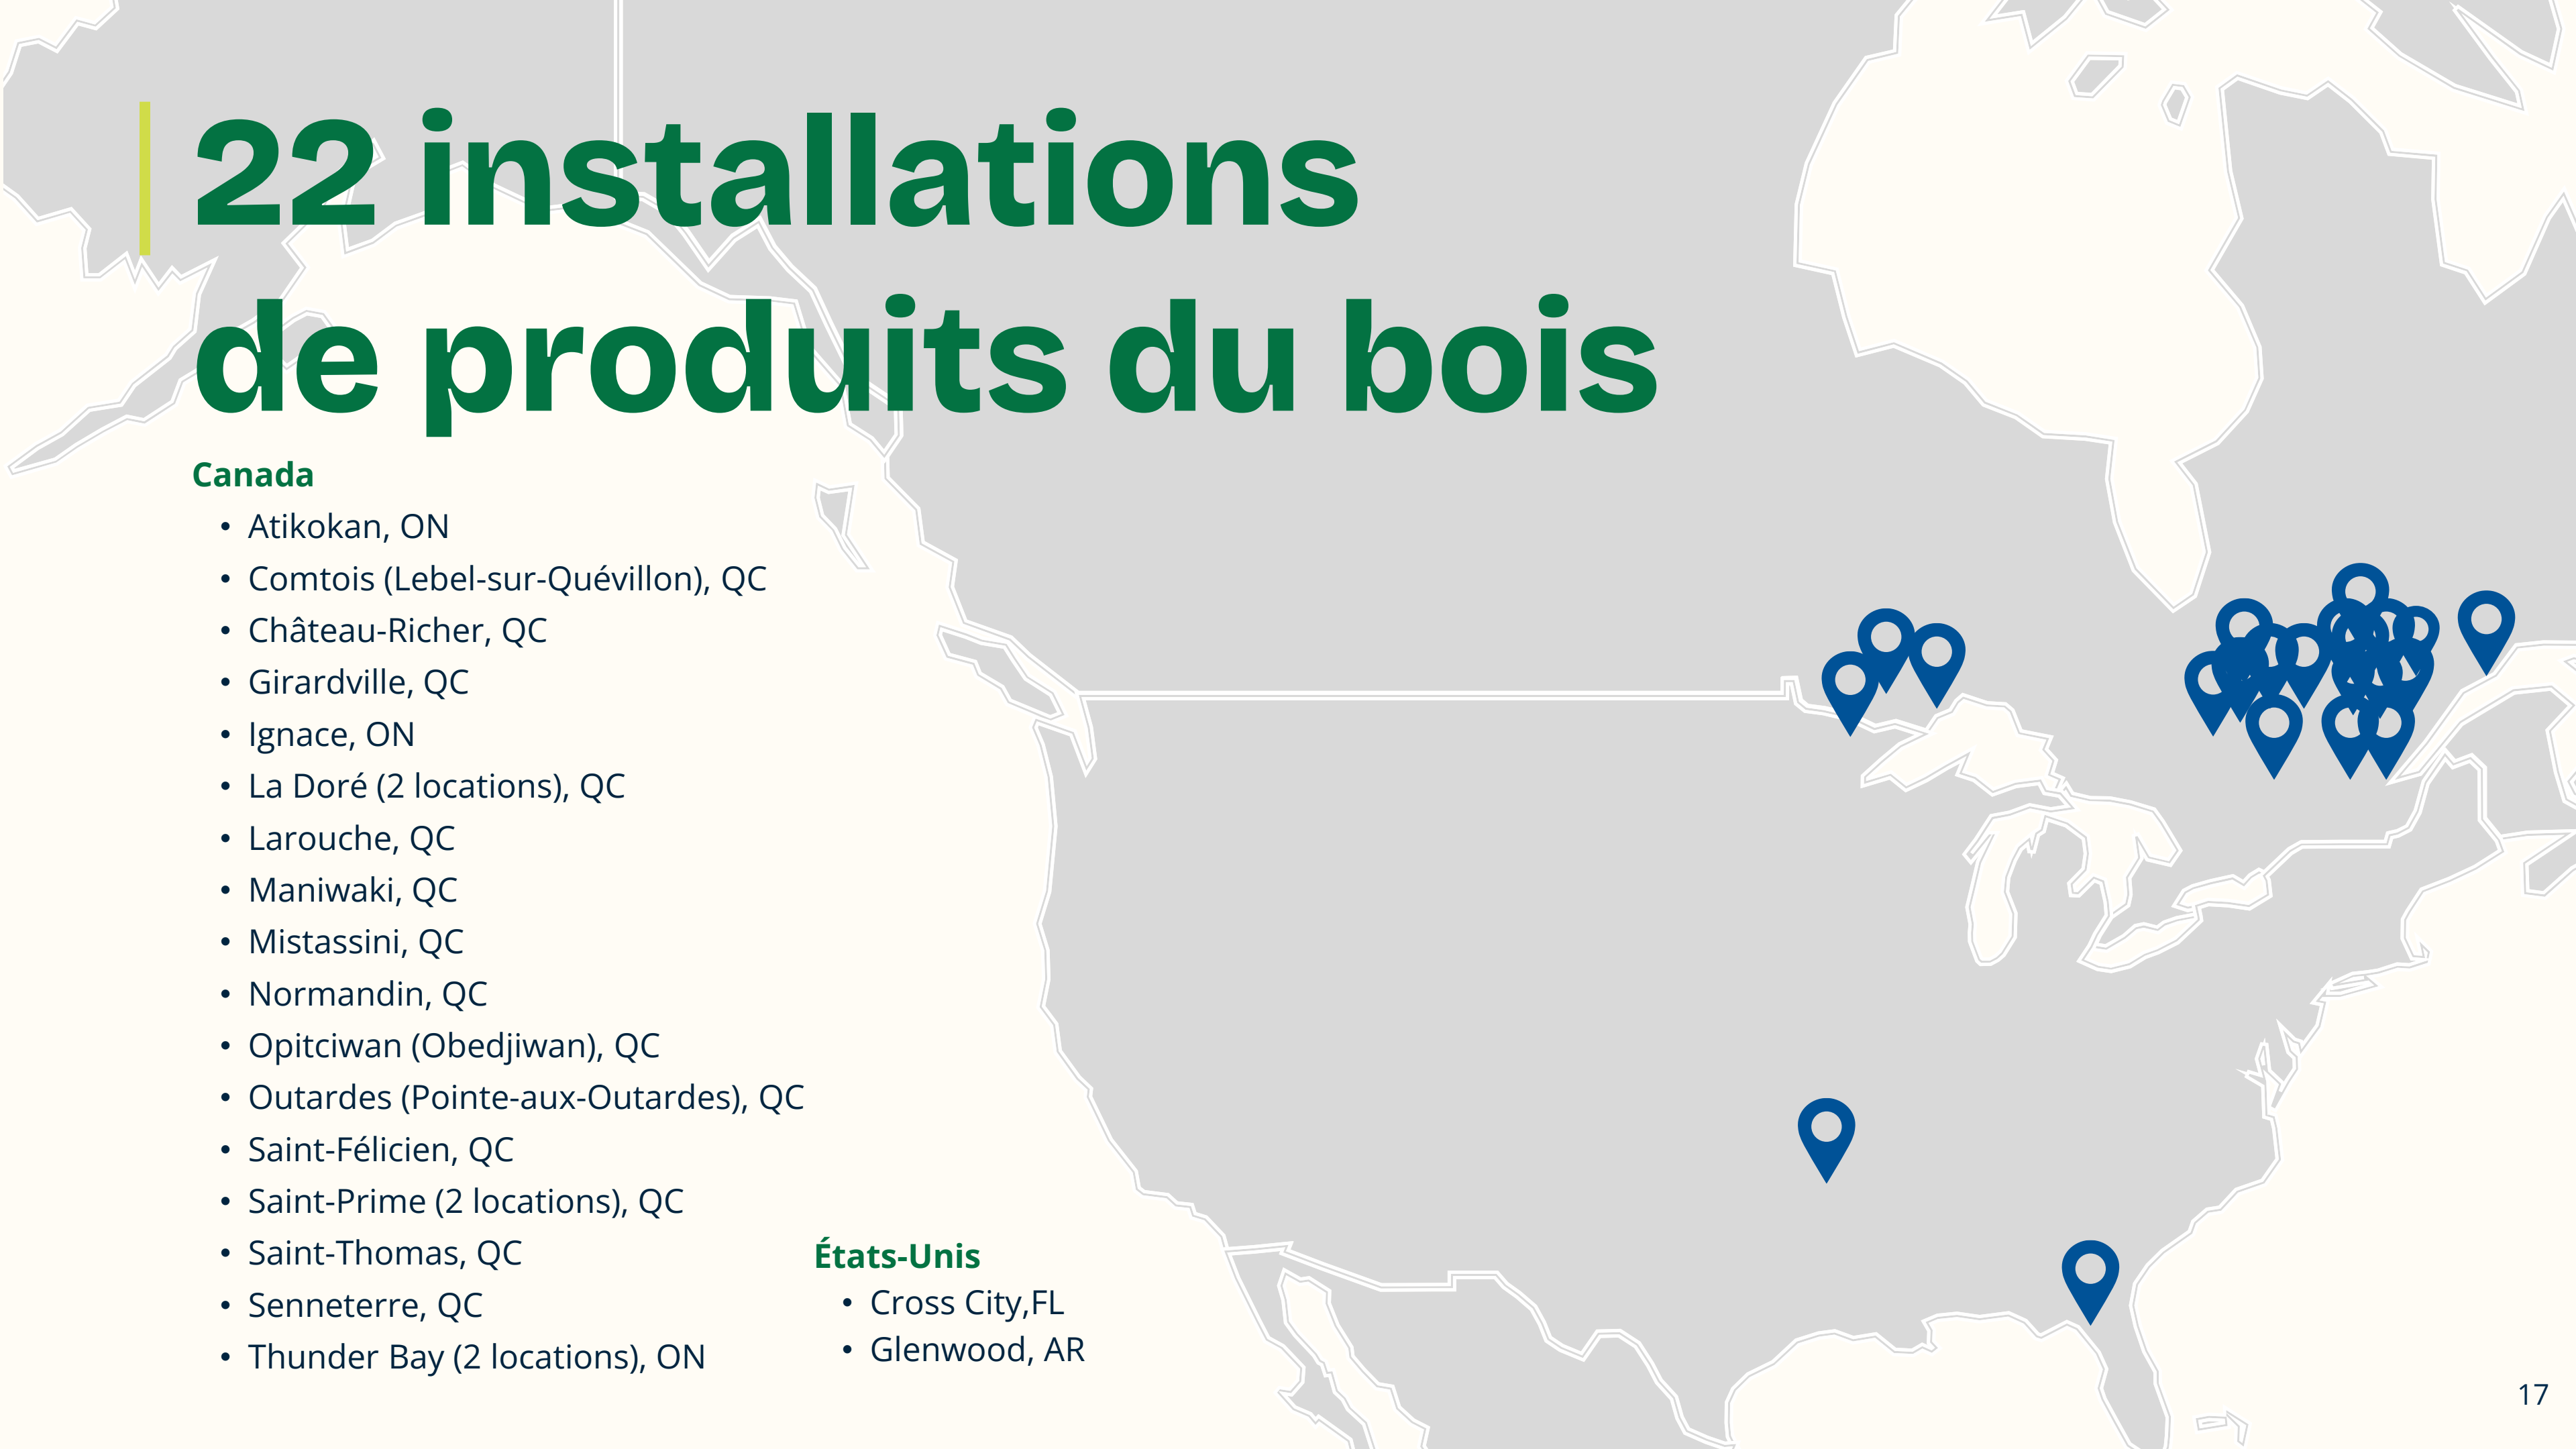 22 installations
de produits du bois
Canada
• Atikokan, ON
• Comtois (Lebel-sur-Quévillon), QC
• Château-Richer, QC
• Girardville, QC
• Ignace, ON
• La Doré (2 locations), QC
• Larouche, QC
• Maniwaki, QC
• Mistassini, QC
• Normandin, QC
• Opitciwan (Obedjiwan), QC
• Outardes (Pointe-aux-Outardes), QC
• Saint-Félicien, QC
• Saint-Prime (2 locations), QC
• Saint-Thomas, QC
• Senneterre, QC
• Thunder Bay (2 locations), ON
États-Unis
• Cross City,FL
• Glenwood, AR
17